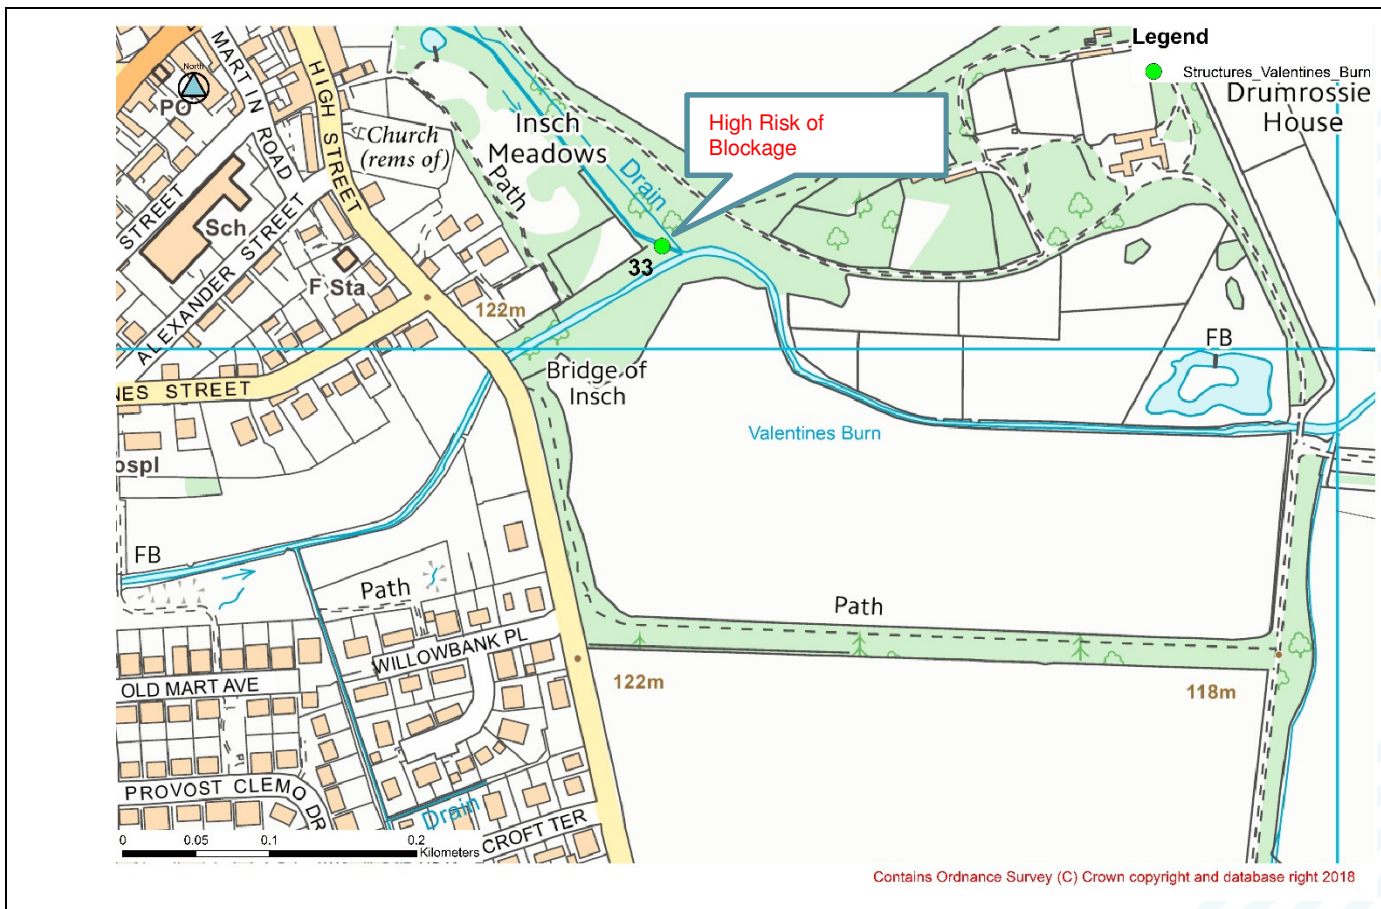 Legend
Structures_Valentines_Burn
North
PO
MART IN ROAD
HIGH STREET
Church
(rems of)
Insch
Meadows
Path
Drain
High Risk of
Blockage
Drumrossie
House
STREET
Sch
ALEXANDER STREET
F Sta
33
122m
FB
NES STREET
Bridge of
Insch
Valentines Burn
ospl
FB
Path
Path
WILLOWBANK PL
OLD MART AVE
122m
118m
PROVOST CLEMO DR
Drain
CROFT TER
0 0.05 0.1 0.2
Kilometers
Contains Ordnance Survey (C) Crown copyright and database right 2018